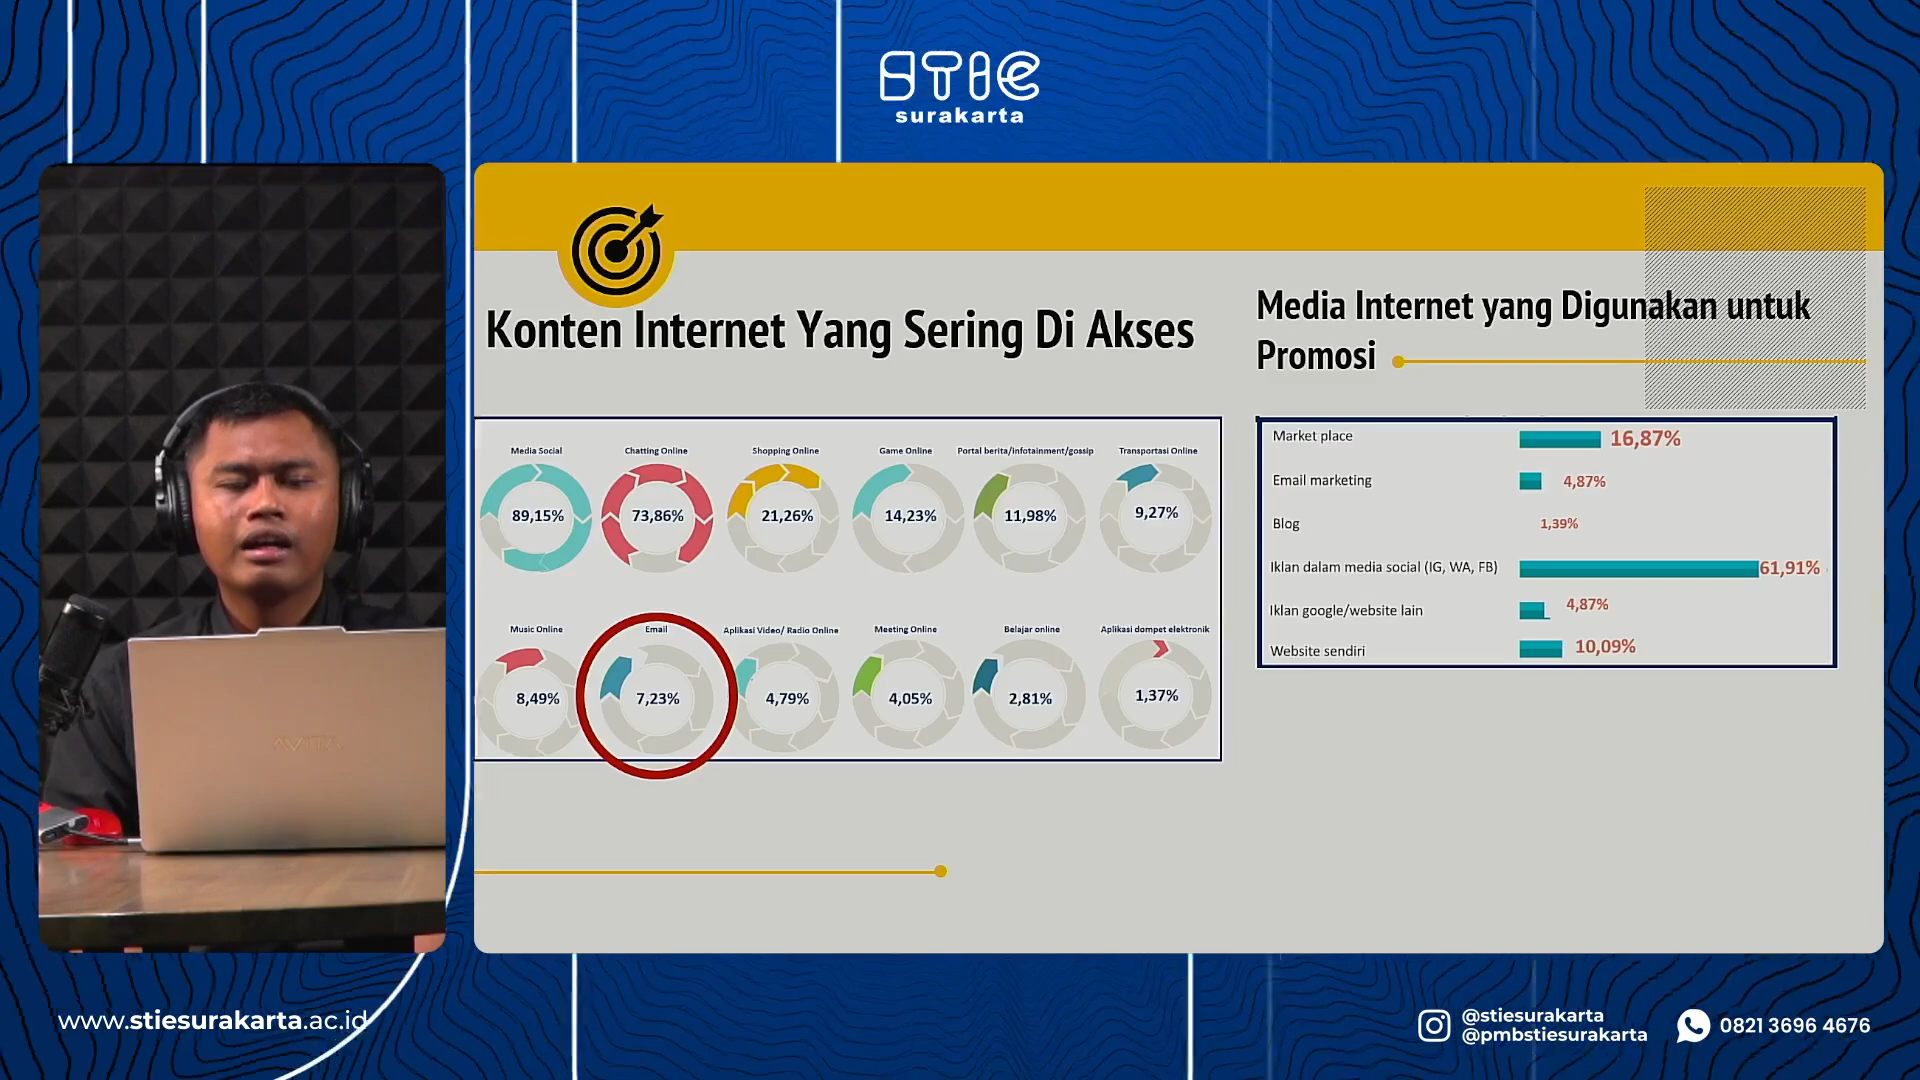 STIE
surakarta
Konten Internet Yang Sering Di Akses
Media Social
89,15%
Chatting Online
73,86%
Shopping Online
21,26%
Game Online
14,23%
Portal berita/infotainment/gossip
11,98%
Transportasi Online
9,27%
Music Online
8,49%
Email
7,23%
Aplikasi Video/ Radio Online
4,79%
Meeting Online
4,05%
Belajar online
2,81%
Aplikasi dompet elektronik
1,37%
Media Internet yang Digunakan untuk
Promosi
Market place 16,87%
Email marketing 4,87%
Blog 1,39%
Iklan dalam media social (IG, WA, FB) 61,91%
Iklan google/website lain 4,87%
Website sendiri 10,09%
www.stiesurakarta.ac.id
@stiesurakarta
@pmbstiesurakarta
0821 3696 4676